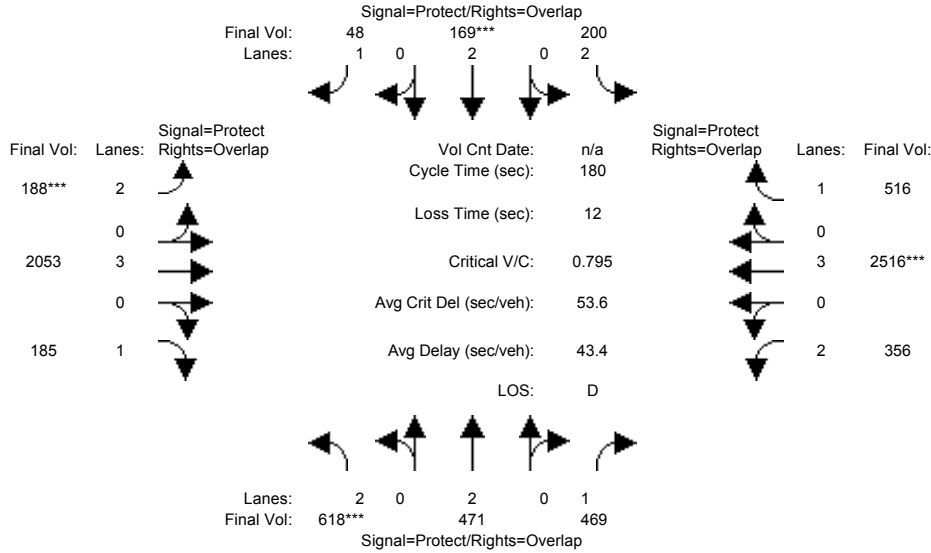 Signal=Protect/Rights=Overlap
Final Vol: 48 169*** 200
Lanes: 1 0 2 0 2
Signal=Protect Signal=Protect
Final Vol: Lanes: Rights=Overlap Vol Cnt Date: n/a Rights=Overlap Lanes: Final Vol:
Cycle Time (sec): 180
188*** 2 1 516
Loss Time (sec): 12
0 0
2053 3 Critical V/C: 0.795 3 2516***
0 Avg Crit Del (sec/veh): 53.6 0
185 1 Avg Delay (sec/veh): 43.4 2 356
LOS: D
Lanes: 2 0 2 0 1
Final Vol: 618*** 471 469
Signal=Protect/Rights=Overlap